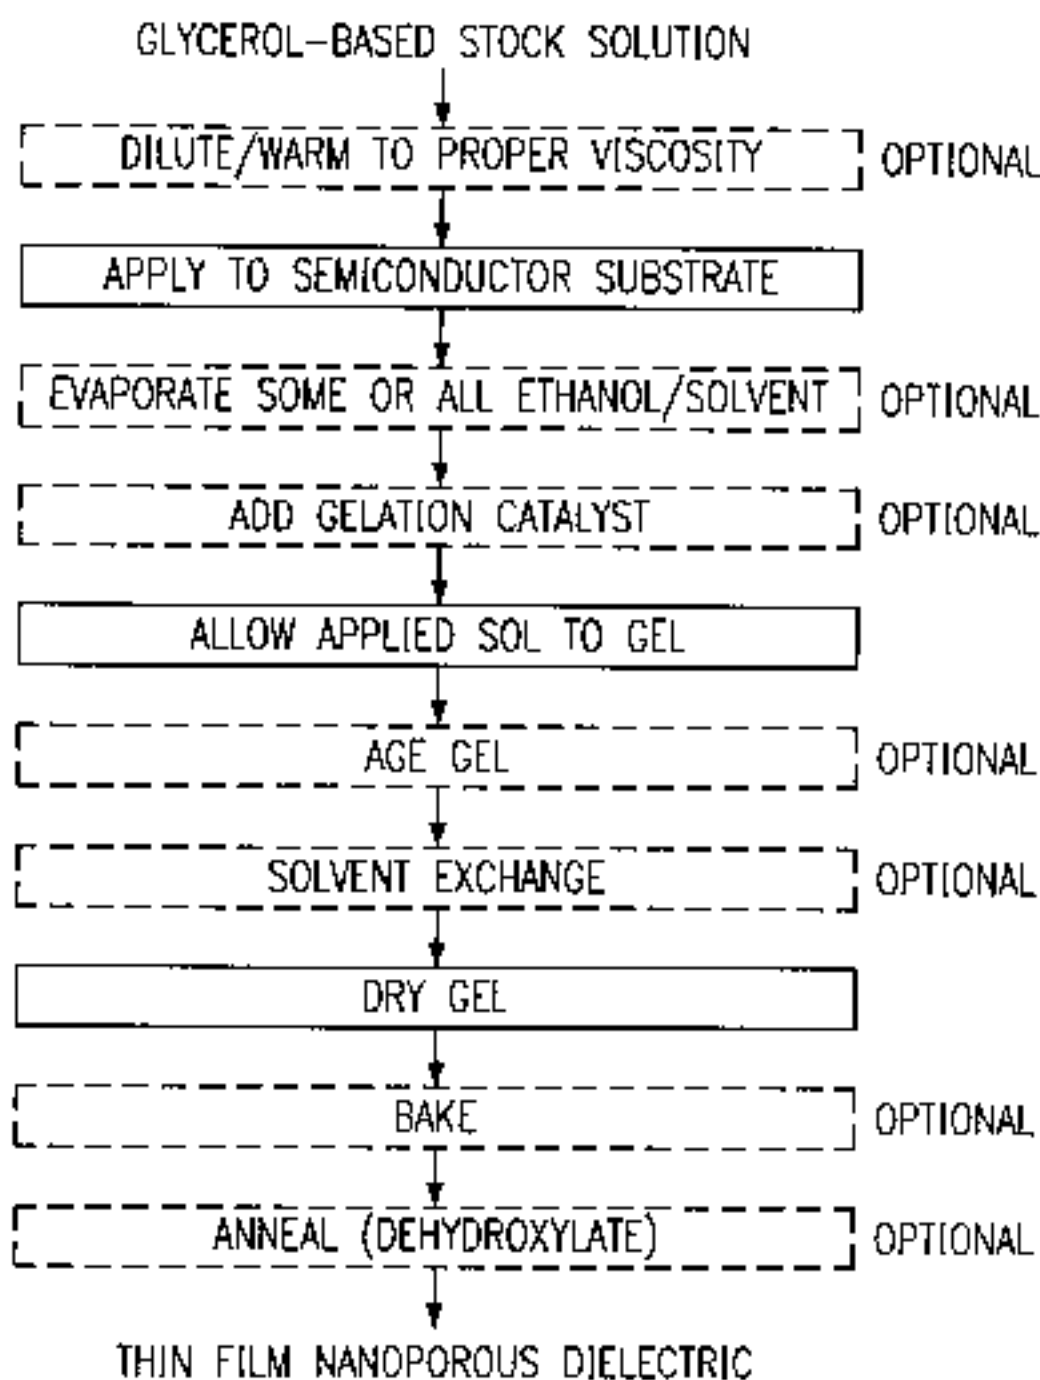 GLYCEROL-BASED STOCK SOLUTION
DILUTE/WARM TO PROPER VISCOSITY OPTIONAL
APPLY TO SEMICONDUCTOR SUBSTRATE
EVAPORATE SOME OR ALL ETHANOL/SOLVENT OPTIONAL
ADD GELATION CATALYST OPTIONAL
ALLOW APPLIED SOL TO GEL
AGE GEL OPTIONAL
SOLVENT EXCHANGE OPTIONAL
DRY GEL
BAKE OPTIONAL
ANNEAL (DEHYDROXYLATE) OPTIONAL
THIN FILM NANOPOROUS DIELECTRIC